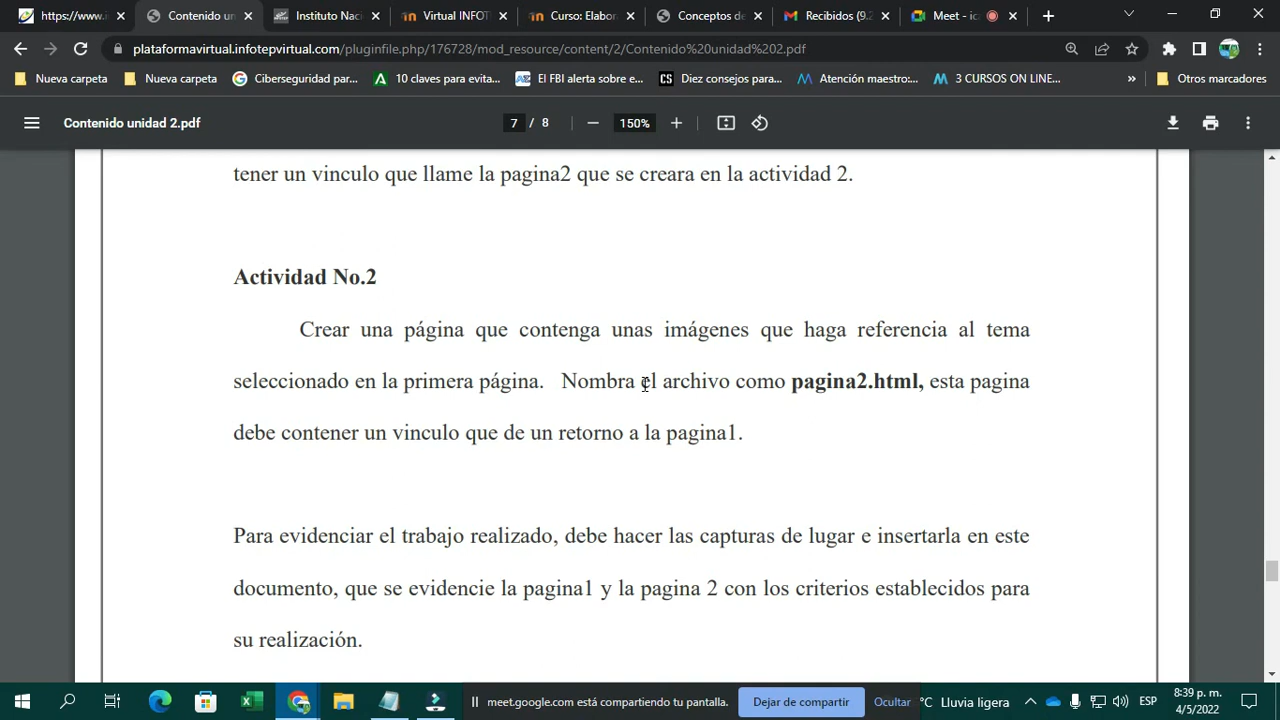 https://www.i
Contenido un
Instituto Naci
Virtual INFOT
Curso: Elabor
Conceptos de
Recibidos (9.2
Meet - ic
plataformavirtual.infotepvirtual.com/pluginfile.php/176728/mod_resource/content/2/Contenido%20unidad%202.pdf
Nueva carpeta
Nueva carpeta
Ciberseguridad par...
10 claves para evita...
El FBI alerta sobre e...
Diez consejos para...
Atención maestro:...
3 CURSOS ON LINE...
»
Otros marcadores
Contenido unidad 2.pdf
7 / 8
150%
tener un vinculo que llame la pagina2 que se creara en la actividad 2.
Actividad No.2
Crear una página que contenga unas imágenes que haga referencia al tema
seleccionado en la primera página. Nombra el archivo como pagina2.html, esta pagina
debe contener un vinculo que de un retorno a la pagina1.
Para evidenciar el trabajo realizado, debe hacer las capturas de lugar e insertarla en este
documento, que se evidencie la pagina1 y la pagina 2 con los criterios establecidos para
su realización.
meet.google.com está compartiendo tu pantalla.
Dejar de compartir
Ocultar
°C Lluvia ligera
ESP
8:39 p. m.
4/5/2022